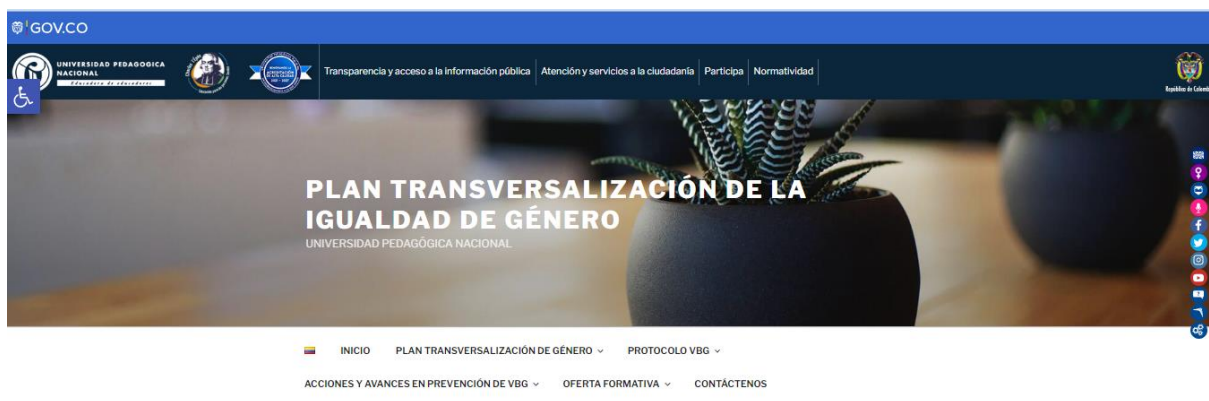 GOV.CO
UNIVERSIDAD PEDAGOGICA
NACIONAL
Educadora de educadores
Transparencia y acceso a la información pública
Atención y servicios a la ciudadanía
Participa
Normatividad
República de Colombia
PLAN TRANSVERSALIZACIÓN DE LA
IGUALDAD DE GÉNERO
UNIVERSIDAD PEDAGÓGICA NACIONAL
INICIO
PLAN TRANSVERSALIZACIÓN DE GÉNERO
PROTOCOLO VBG
ACCIONES Y AVANCES EN PREVENCIÓN DE VBG
OFERTA FORMATIVA
CONTÁCTENOS